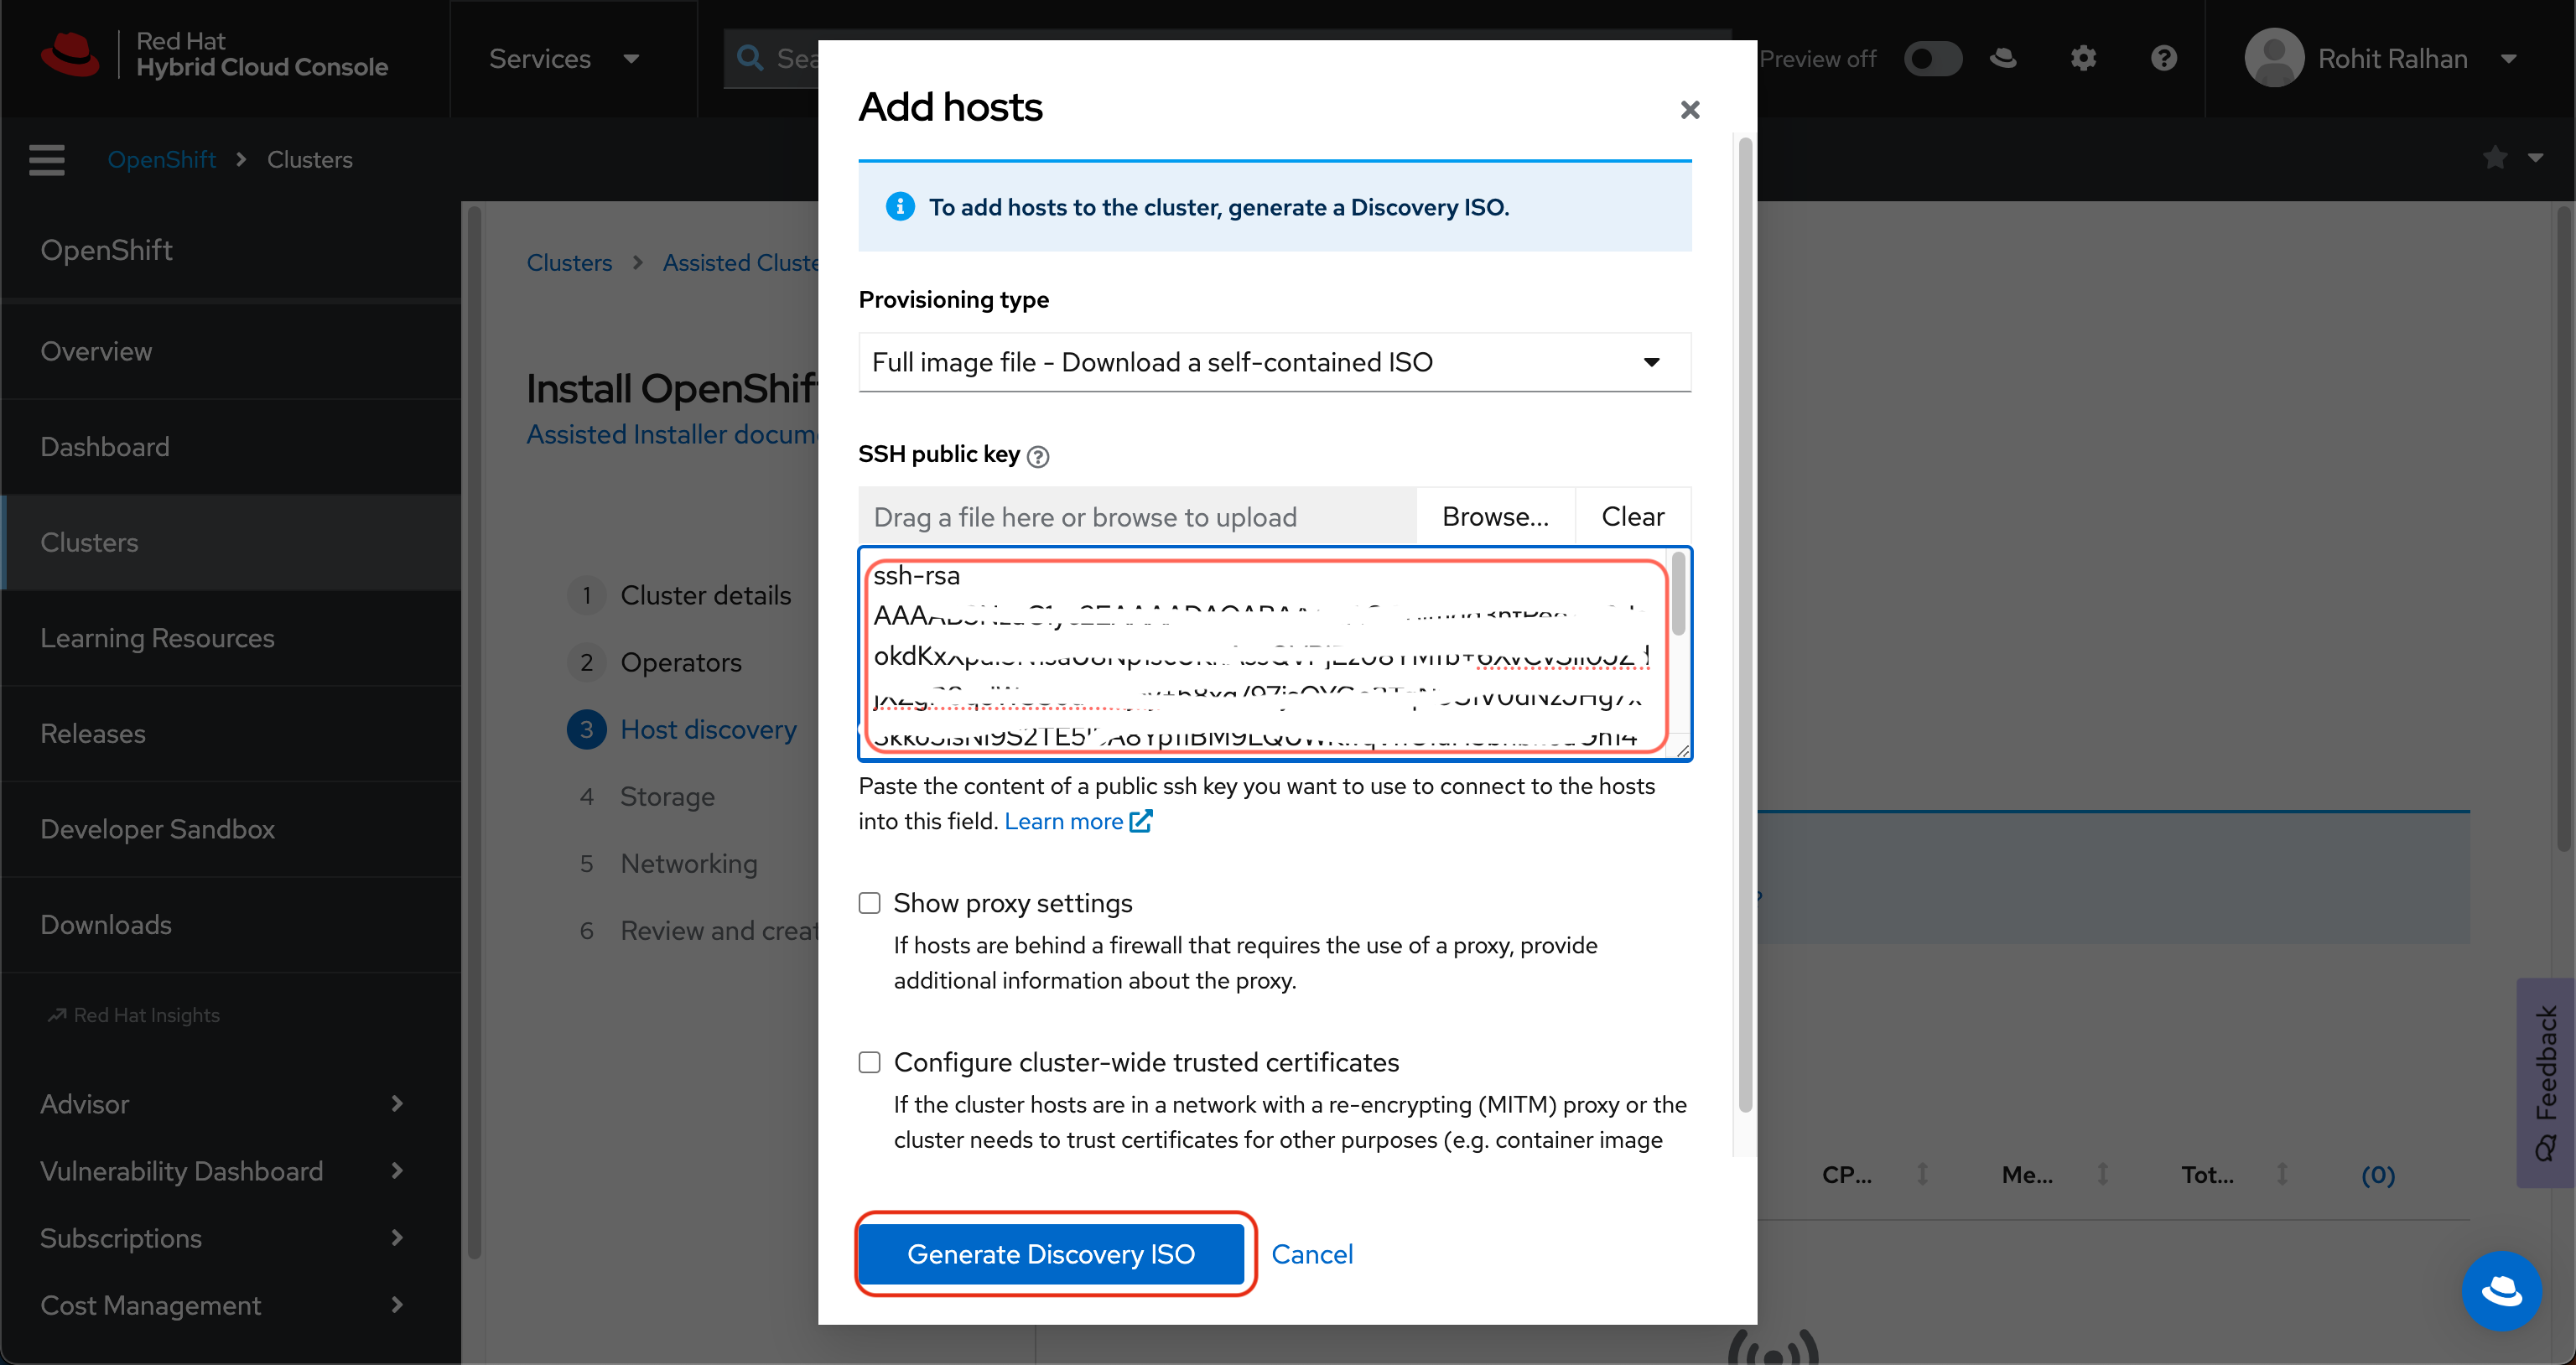 Red Hat
Hybrid Cloud Console
Services
Sea
Preview off
Rohit Ralhan
OpenShift > Clusters
OpenShift
Overview
Dashboard
Clusters
Learning Resources
Releases
Developer Sandbox
Downloads
Red Hat Insights
Advisor
Vulnerability Dashboard
Subscriptions
Cost Management
Clusters > Assisted Cluste
Install OpenShift
Assisted Installer docum
1 Cluster details
2 Operators
3 Host discovery
4 Storage
5 Networking
6 Review and creat
Add hosts
To add hosts to the cluster, generate a Discovery ISO.
Provisioning type
Full image file - Download a self-contained ISO
SSH public key
Drag a file here or browse to upload
Browse...
Clear
ssh-rsa
Paste the content of a public ssh key you want to use to connect to the hosts
into this field. Learn more
Show proxy settings
If hosts are behind a firewall that requires the use of a proxy, provide
additional information about the proxy.
Configure cluster-wide trusted certificates
If the cluster hosts are in a network with a re-encrypting (MITM) proxy or the
cluster needs to trust certificates for other purposes (e.g. container image
Generate Discovery ISO
Cancel
CP...
Me...
Tot...
(0)
Feedback